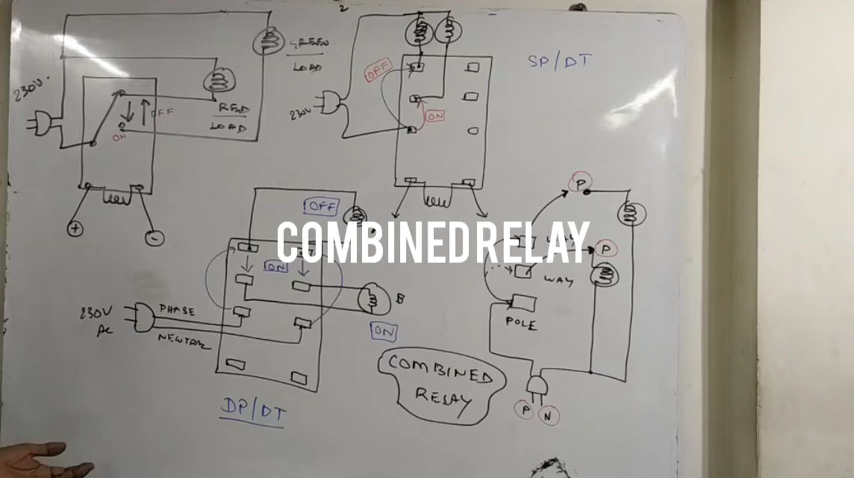 2
230V.
GREEN
LOAD
OFF
ON
RED
LOAD
230V
OFF
ON
SP/DT
OFF
ON
230V
AC
PHASE
NEUTRAL
B
ON
DP/DT
COMBINED RELAY
COMBINED
RELAY
P
P
WAY
POLE
P N
+
-